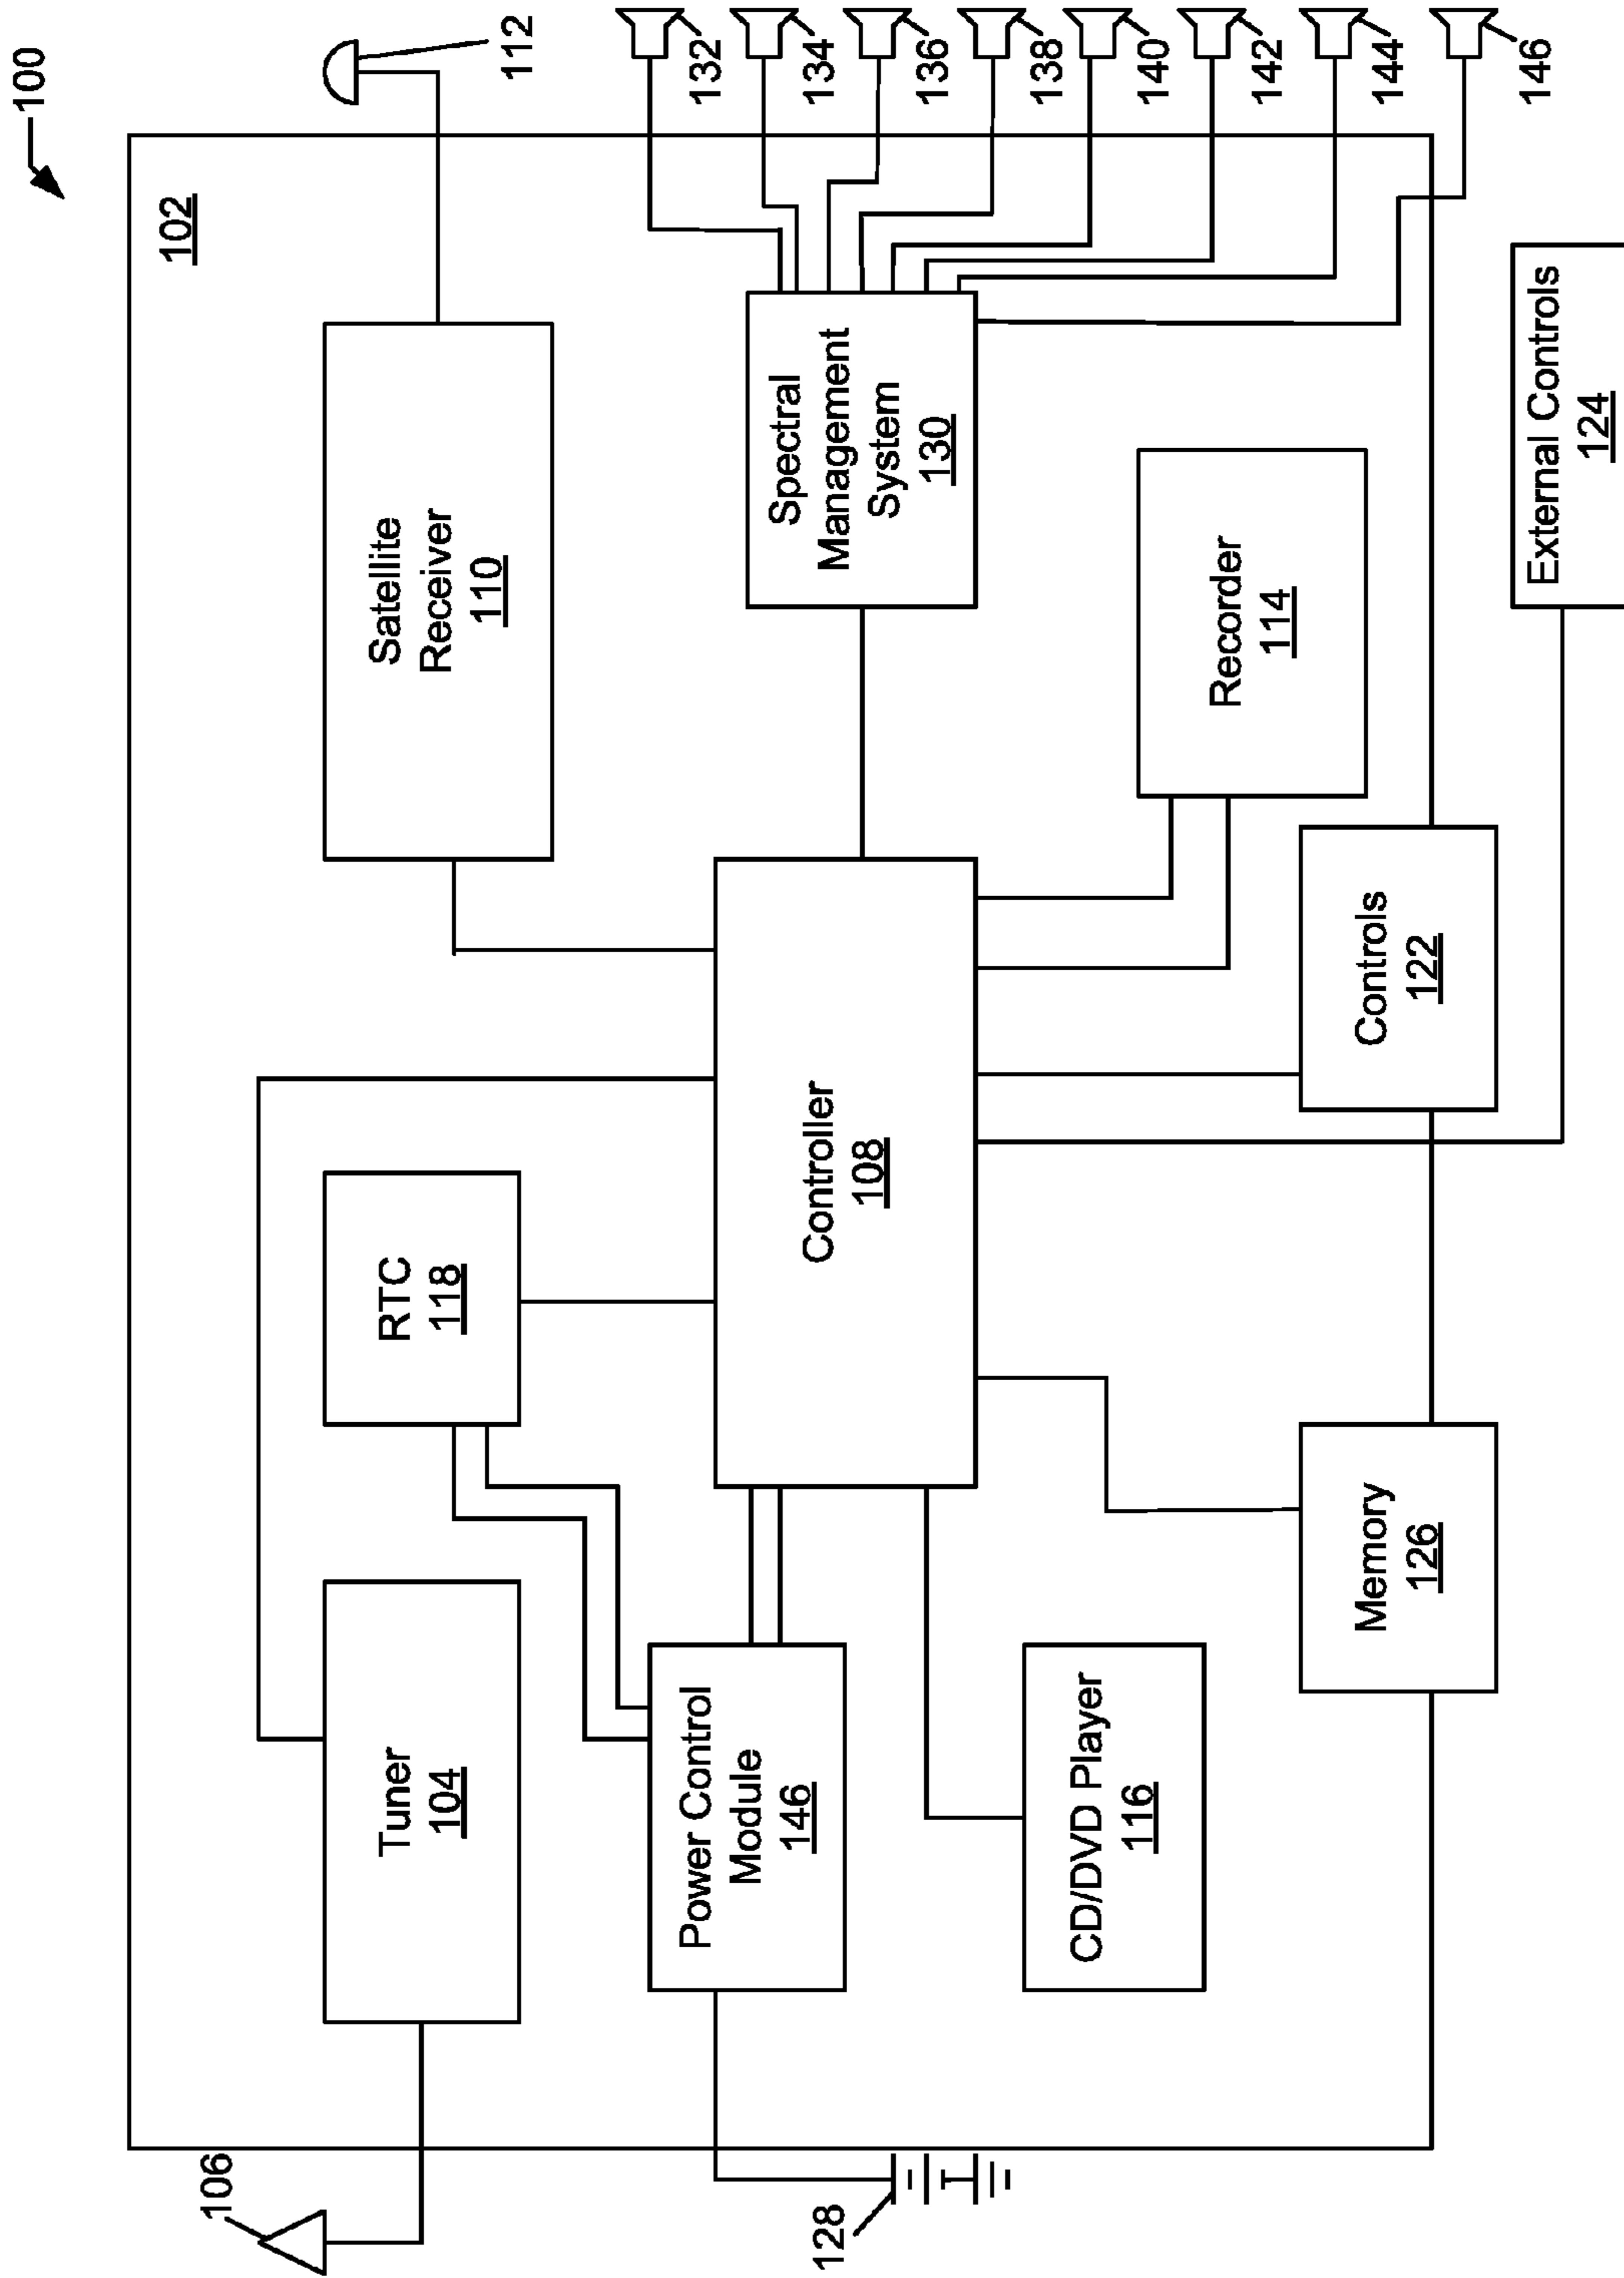 100
102
106
Tuner
104
RTC
118
Satellite
Receiver
110
112
Power Control
Module
146
Controller
108
Spectral
Management
System
130
132
134
136
138
140
142
144
146
128
CD/DVD Player
116
Recorder
114
Memory
126
Controls
122
External Controls
124